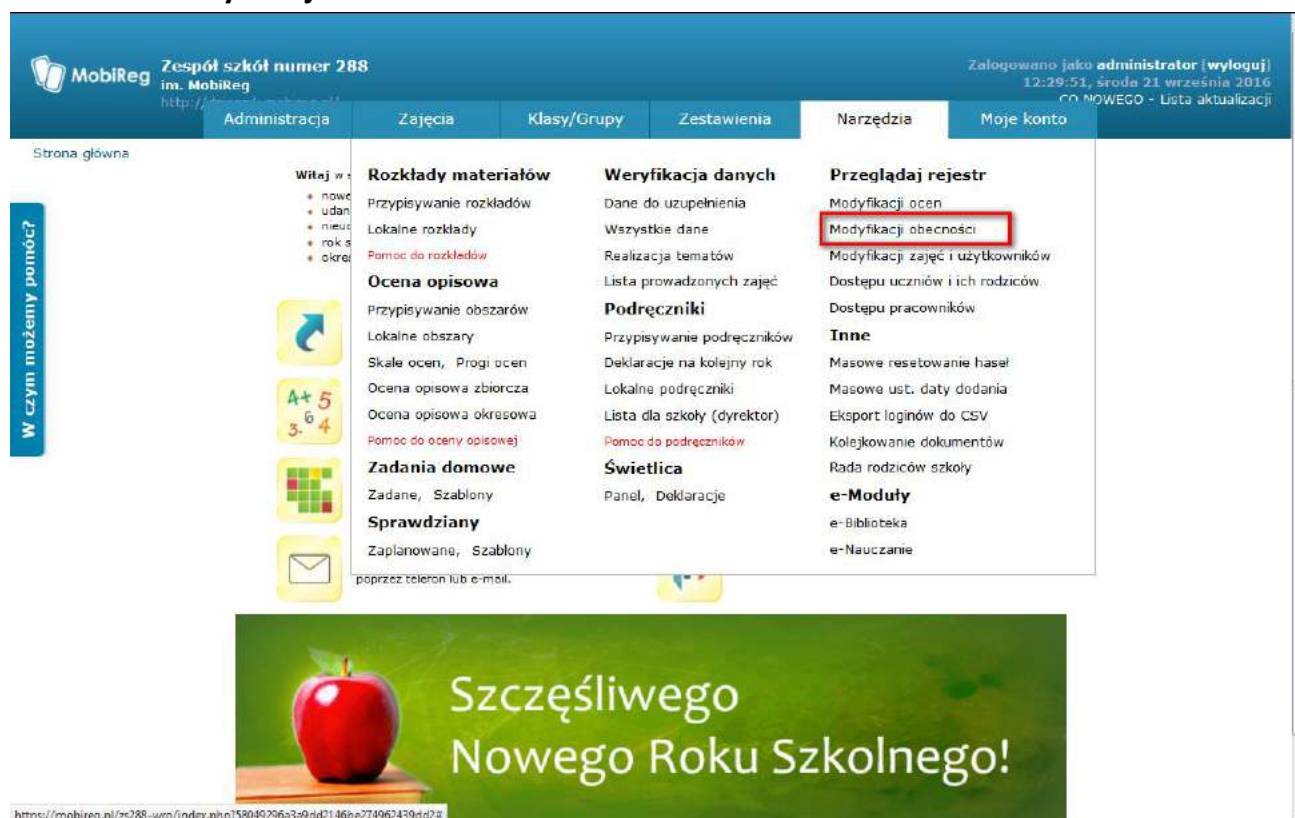 MobiReg
Zespół szkół numer 288
im. MobiReg
Zalogowano jako administrator [wyloguj]
12:29:51, środa 21 września 2016
CO NOWEGO - Lista aktualizacji
Administracja Zajęcia Klasy/Grupy Zestawienia Narzędzia Moje konto
Strona główna
W czym możemy pomóc?
Witaj w
Rozkłady materiałów
Przypisywanie rozkładów
Lokalne rozkłady
Pomoc do rozkładów
Ocena opisowa
Przypisywanie obszarów
Lokalne obszary
Skale ocen, Progi ocen
Ocena opisowa zbiorcza
Ocena opisowa okresowa
Pomoc do oceny opisowej
Zadania domowe
Zadane, Szablony
Sprawdziany
Zaplanowane, Szablony
Weryfikacja danych
Dane do uzupełnienia
Wszystkie dane
Realizacja tematów
Lista prowadzonych zajęć
Podręczniki
Przypisywanie podręczników
Deklaracje na kolejny rok
Lokalne podręczniki
Lista dla szkoły (dyrektor)
Pomoc do podręczników
Świetlica
Panel, Deklaracje
Przeglądaj rejestr
Modyfikacji ocen
Modyfikacji obecności
Modyfikacji zajęć i użytkowników
Dostępu uczniów i ich rodziców
Dostępu pracowników
Inne
Masowe resetowanie haseł
Masowe ust. daty dodania
Eksport loginów do CSV
Kolejkowanie dokumentów
Rada rodziców szkoły
e-Moduły
e-Biblioteka
e-Nauczanie
poprzez telefon lub e-mail.
Szczęśliwego
Nowego Roku Szkolnego!